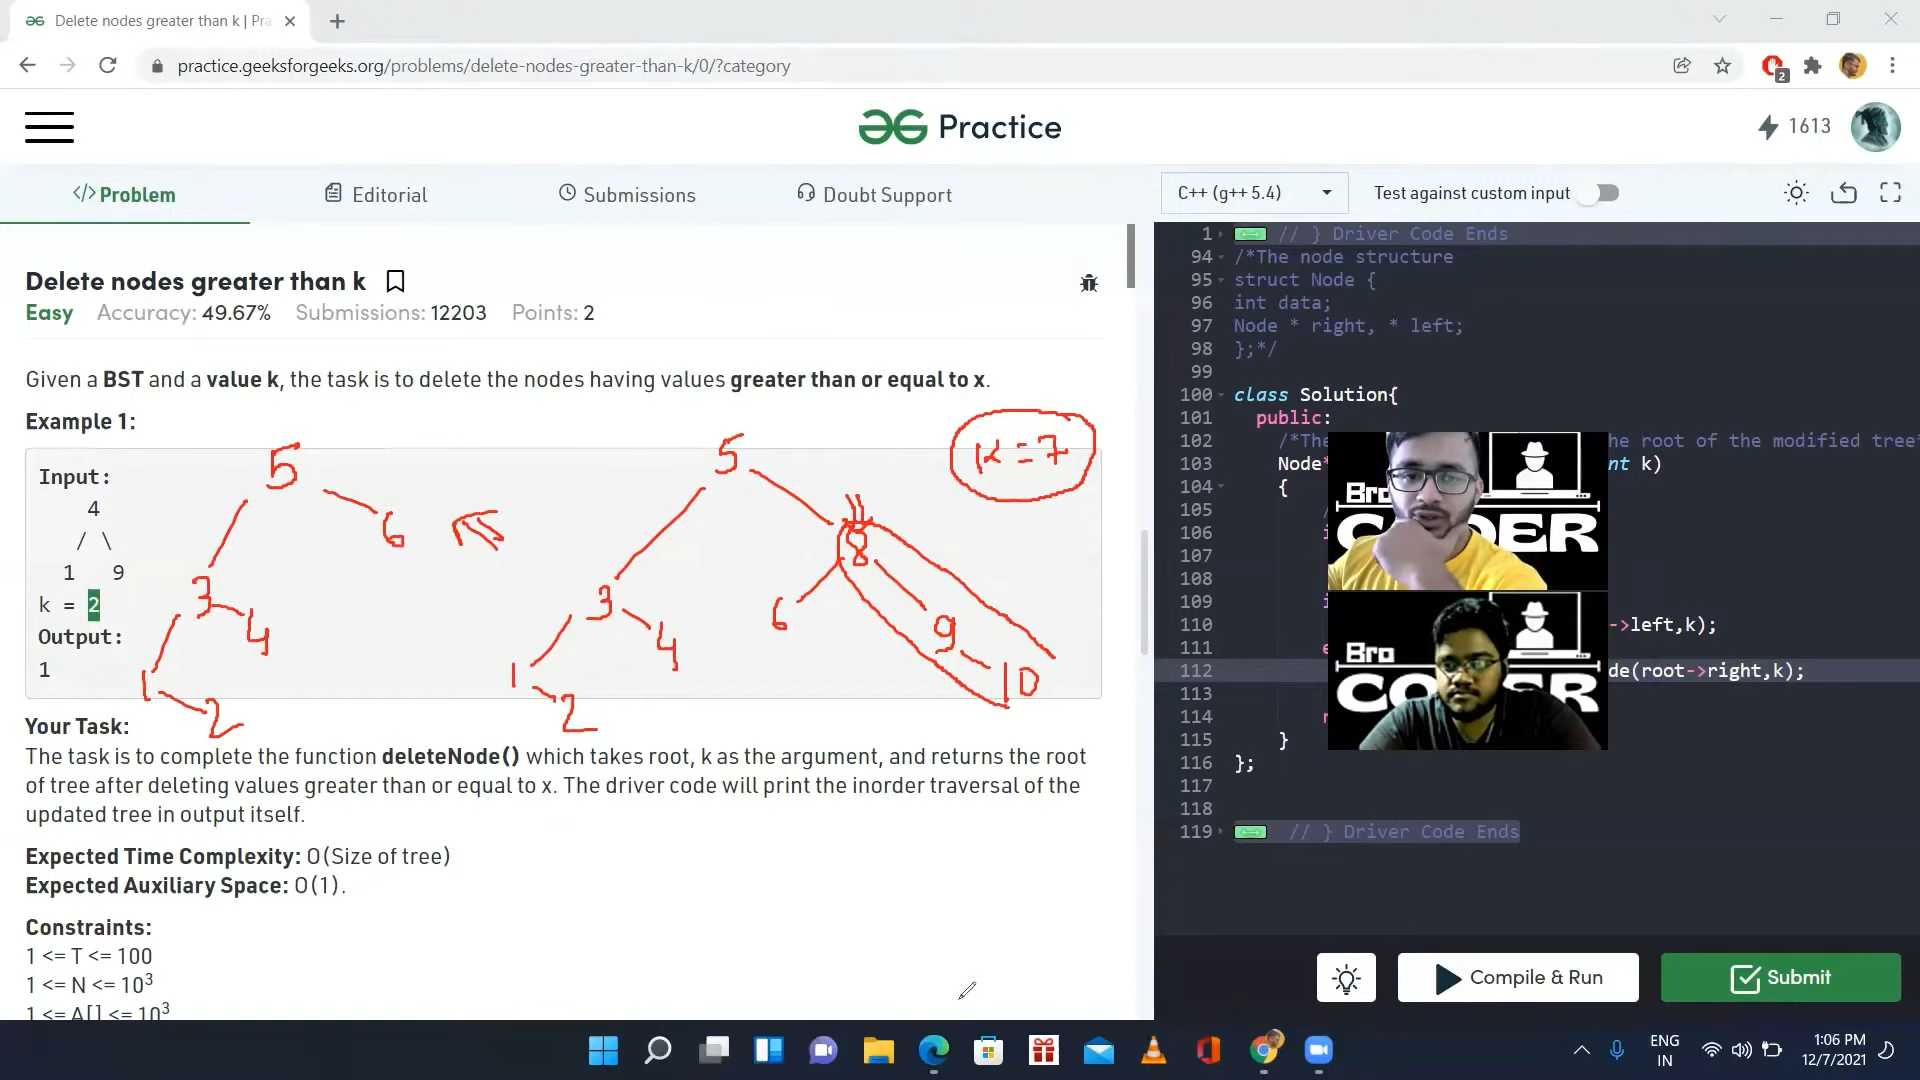 Delete nodes greater than k | Pra
practice.geeksforgeeks.org/problems/delete-nodes-greater-than-k/0/?category
2
Practice
1613
</> Problem
Editorial
Submissions
Doubt Support
C++ (g++ 5.4)
Test against custom input
Delete nodes greater than k
Easy Accuracy: 49.67% Submissions: 12203 Points: 2
Given a BST and a value k, the task is to delete the nodes having values greater than or equal to x.
Example 1:
Input:
4
/ \
1 9
k = 2
Output:
1
5
6
3
4
1
2
5
8
3
4
6
9
1
2
10
K = 7
Your Task:
The task is to complete the function deleteNode() which takes root, k as the argument, and returns the root
of tree after deleting values greater than or equal to x. The driver code will print the inorder traversal of the
updated tree in output itself.
Expected Time Complexity: O(Size of tree)
Expected Auxiliary Space: O(1).
Constraints:
1 <= T <= 100
1 <= N <= 10³
1 <= A[] <= 10³
1 // } Driver Code Ends
94 /*The node structure
95 struct Node {
96 int data;
97 Node * right, * left;
98 };*/
99
100 class Solution{
101 public:
102 /*The he root of the modified tree*
103 Node* nt k)
104 {
105
106 i
107
108
109 i
110 ->left,k);
111 e
112 de(root->right,k);
113
114 r
115 }
116 };
117
118
119 // } Driver Code Ends
Bro
CODER
Bro
CODER
Compile & Run
Submit
ENG
IN
1:06 PM
12/7/2021